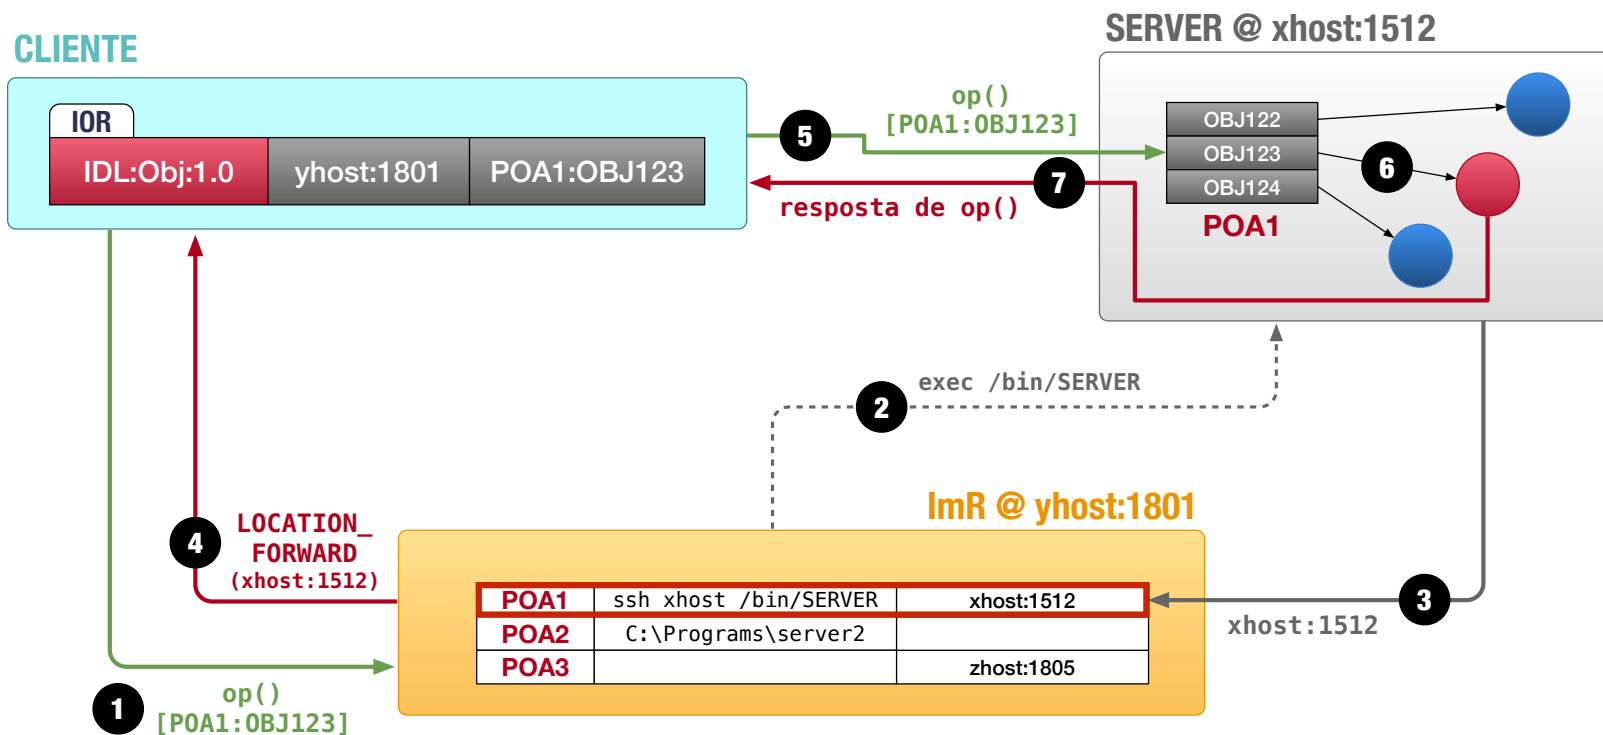 SERVER @ xhost:1512
CLIENTE
IOR
IDL:Obj:1.0 yhost:1801 POA1:OBJ123
5
op()
[POA1:OBJ123]
OBJ122
OBJ123
OBJ124
POA1
6
7
resposta de op()
exec /bin/SERVER
2
ImR @ yhost:1801
4
LOCATION_
FORWARD
(xhost:1512)
POA1 ssh xhost /bin/SERVER xhost:1512
POA2 C:\Programs\server2
POA3 zhost:1805
3
xhost:1512
1
op()
[POA1:OBJ123]